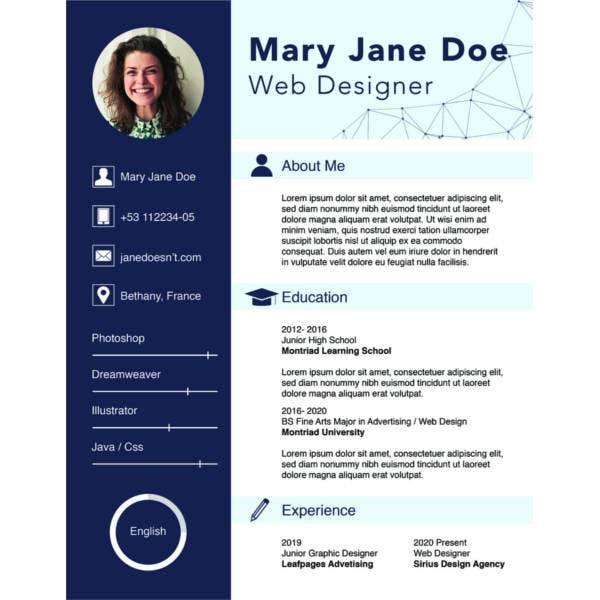 Mary Jane Doe
Web Designer
Mary Jane Doe
+53 112234-05
janedoesn't.com
Bethany, France
Photoshop
Dreamweaver
Illustrator
Java / Css
English
About Me
Lorem ipsum dolor sit amet, consectetuer adipiscing elit,
sed diam nonummy nibh euismod tincidunt ut laoreet
dolore magna aliquam erat volutpat. Ut wisi enim ad
minim veniam, quis nostrud exerci tation ullamcorper
suscipit lobortis nisl ut aliquip ex ea commodo
consequat. Duis autem vel eum iriure dolor in hendrerit
in vulputate velit dolore eu feugiat nulla facilisis.
Education
2012- 2016
Junior High School
Montriad Learning School
Lorem ipsum dolor sit amet, consectetuer adipiscing elit,
sed diam nonummy nibh euismod tincidunt ut laoreet
dolore magna aliquam erat volutpat.
2016- 2020
BS Fine Arts Major in Advertising / Web Design
Montriad University
Lorem ipsum dolor sit amet, consectetuer adipiscing elit,
sed diam nonummy nibh euismod tincidunt ut laoreet
dolore magna aliquam erat volutpat.
Experience
2019
Junior Graphic Designer
Leafpages Advetising
2020 Present
Web Designer
Sirius Design Agency